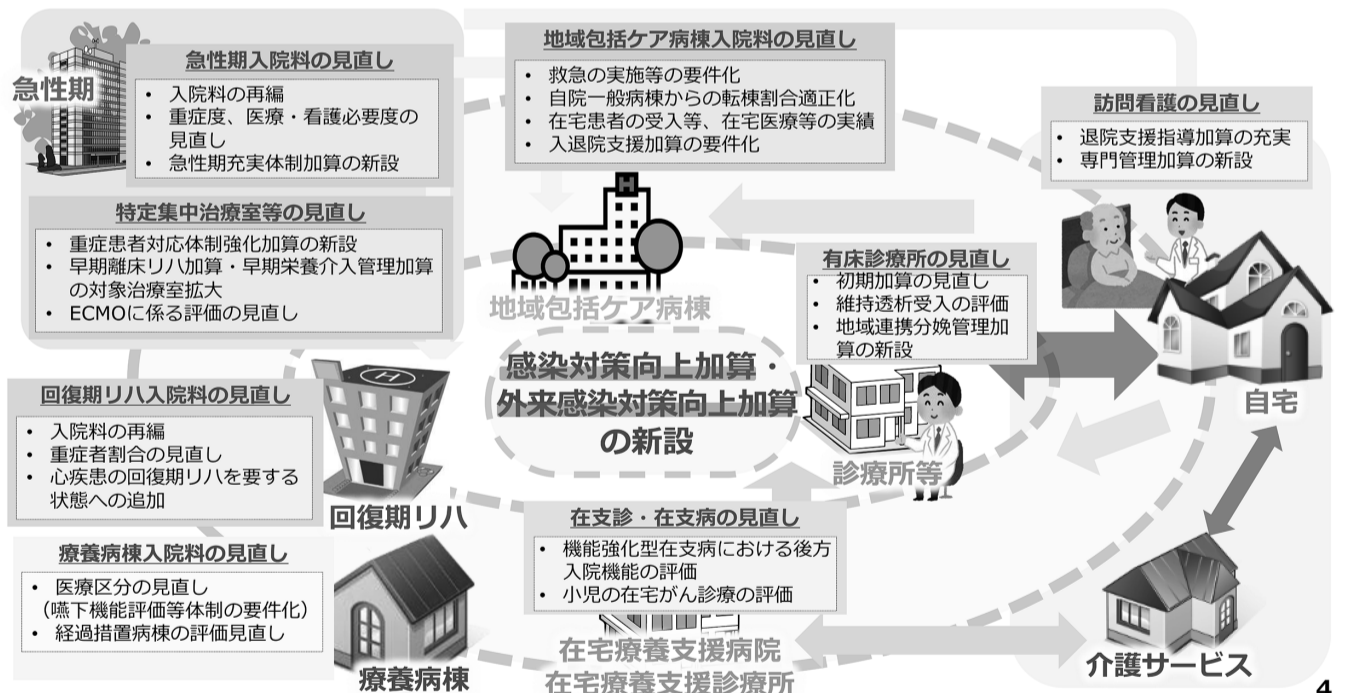 急性期
急性期入院料の見直し
• 入院料の再編
• 重症度、医療・看護必要度の
見直し
• 急性期充実体制加算の新設
特定集中治療室等の見直し
• 重症患者対応体制強化加算の新設
• 早期離床リハ加算・早期栄養介入管理加算
の対象治療室拡大
• ECMOに係る評価の見直し
地域包括ケア病棟入院料の見直し
• 救急の実施等の要件化
• 自院一般病棟からの転棟割合適正化
• 在宅患者の受入等、在宅医療等の実績
• 入退院支援加算の要件化
H
地域包括ケア病棟
訪問看護の見直し
• 退院支援指導加算の充実
• 専門管理加算の新設
有床診療所の見直し
• 初期加算の見直し
• 維持透析受入の評価
• 地域連携分娩管理加
算の新設
診療所等
自宅
感染対策向上加算・
外来感染対策向上加算
の新設
回復期リハ入院料の見直し
• 入院料の再編
• 重症者割合の見直し
• 心疾患の回復期リハを要する
状態への追加
H
回復期リハ
療養病棟入院料の見直し
• 医療区分の見直し
(嚥下機能評価等体制の要件化)
• 経過措置病棟の評価見直し
療養病棟
在支診・在支病の見直し
• 機能強化型在支病における後方
入院機能の評価
• 小児の在宅がん診療の評価
在宅療養支援病院
在宅療養支援診療所
介護サービス
4